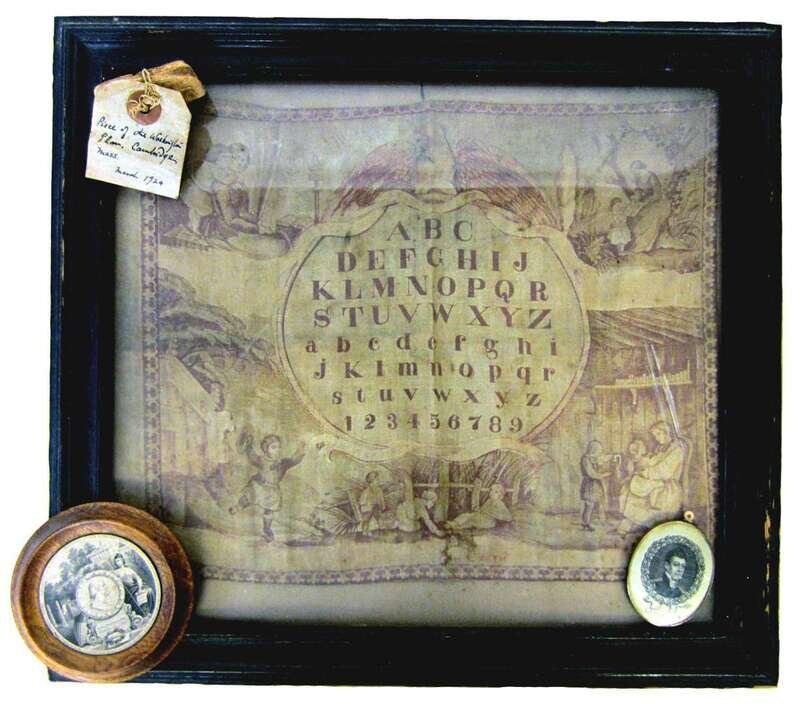 Piece of the Washington
Elm. Cambridge
Mass.
March 1924
A B C
D E F G H I J
K L M N O P Q R
S T U V W X Y Z
a b c d e f g h i
j k l m n o p q r
s t u v w x y z
1 2 3 4 5 6 7 8 9